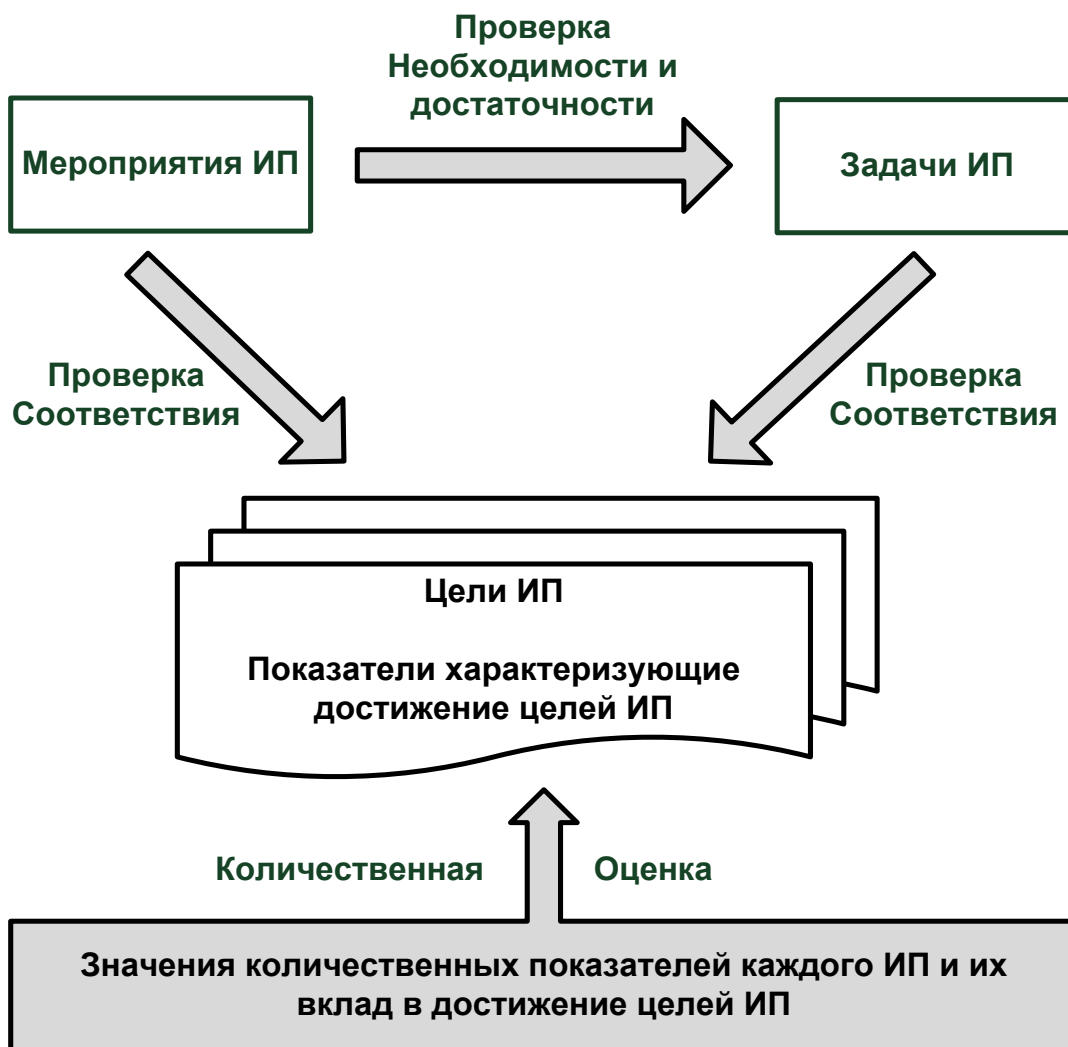 Проверка
Необходимости и
достаточности
Мероприятия ИП
Задачи ИП
Проверка
Соответствия
Проверка
Соответствия
Цели ИП
Показатели характеризующие
достижение целей ИП
Количественная Оценка
Значения количественных показателей каждого ИП и их
вклад в достижение целей ИП